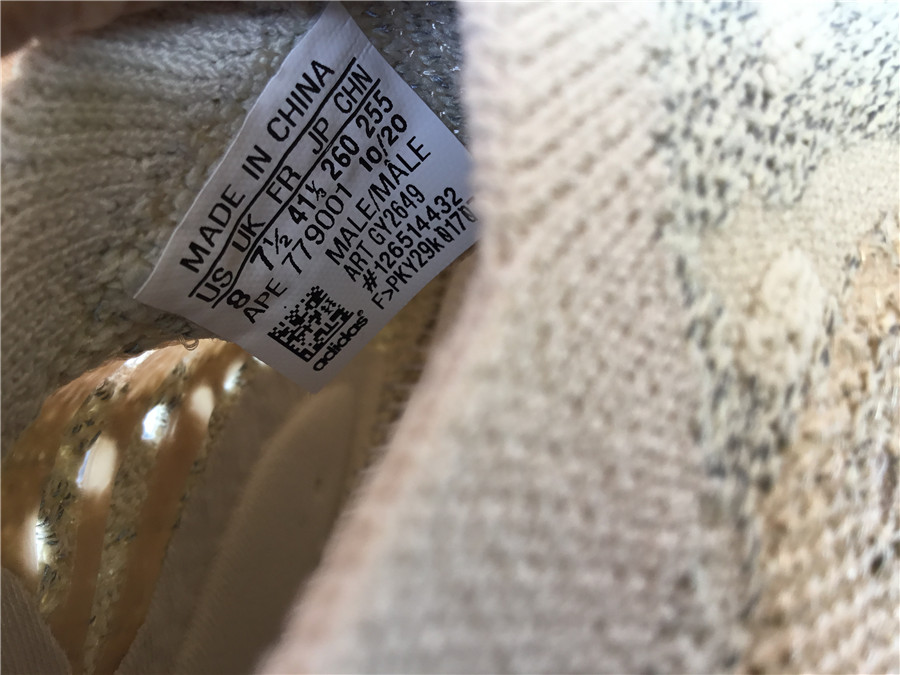 MADE IN CHINA
US UK FR JP CHN
8 7½ 41⅓ 260 255
APE 779001 10/20
MALE/MÂLE
ART GY2649
#126514432
F>PKY29K
adidas®